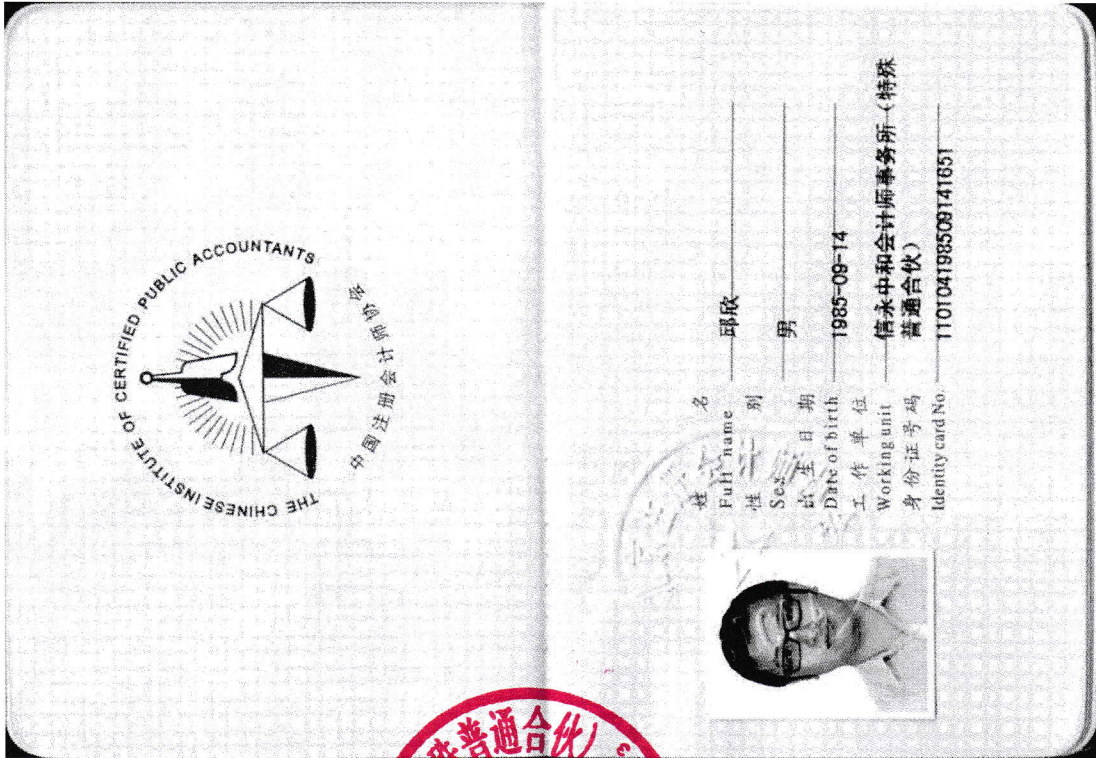 THE CHINESE INSTITUTE OF CERTIFIED PUBLIC ACCOUNTANTS
中国注册会计师协会
姓 名 邱欣
Full name
性 别 男
Sex
出 生 日 期 1985-09-14
Date of birth
工 作 单 位 信永中和会计师事务所（特殊
Working unit 普通合伙）
身份证号码 110104198509141651
Identity card No.
殊普通合伙）